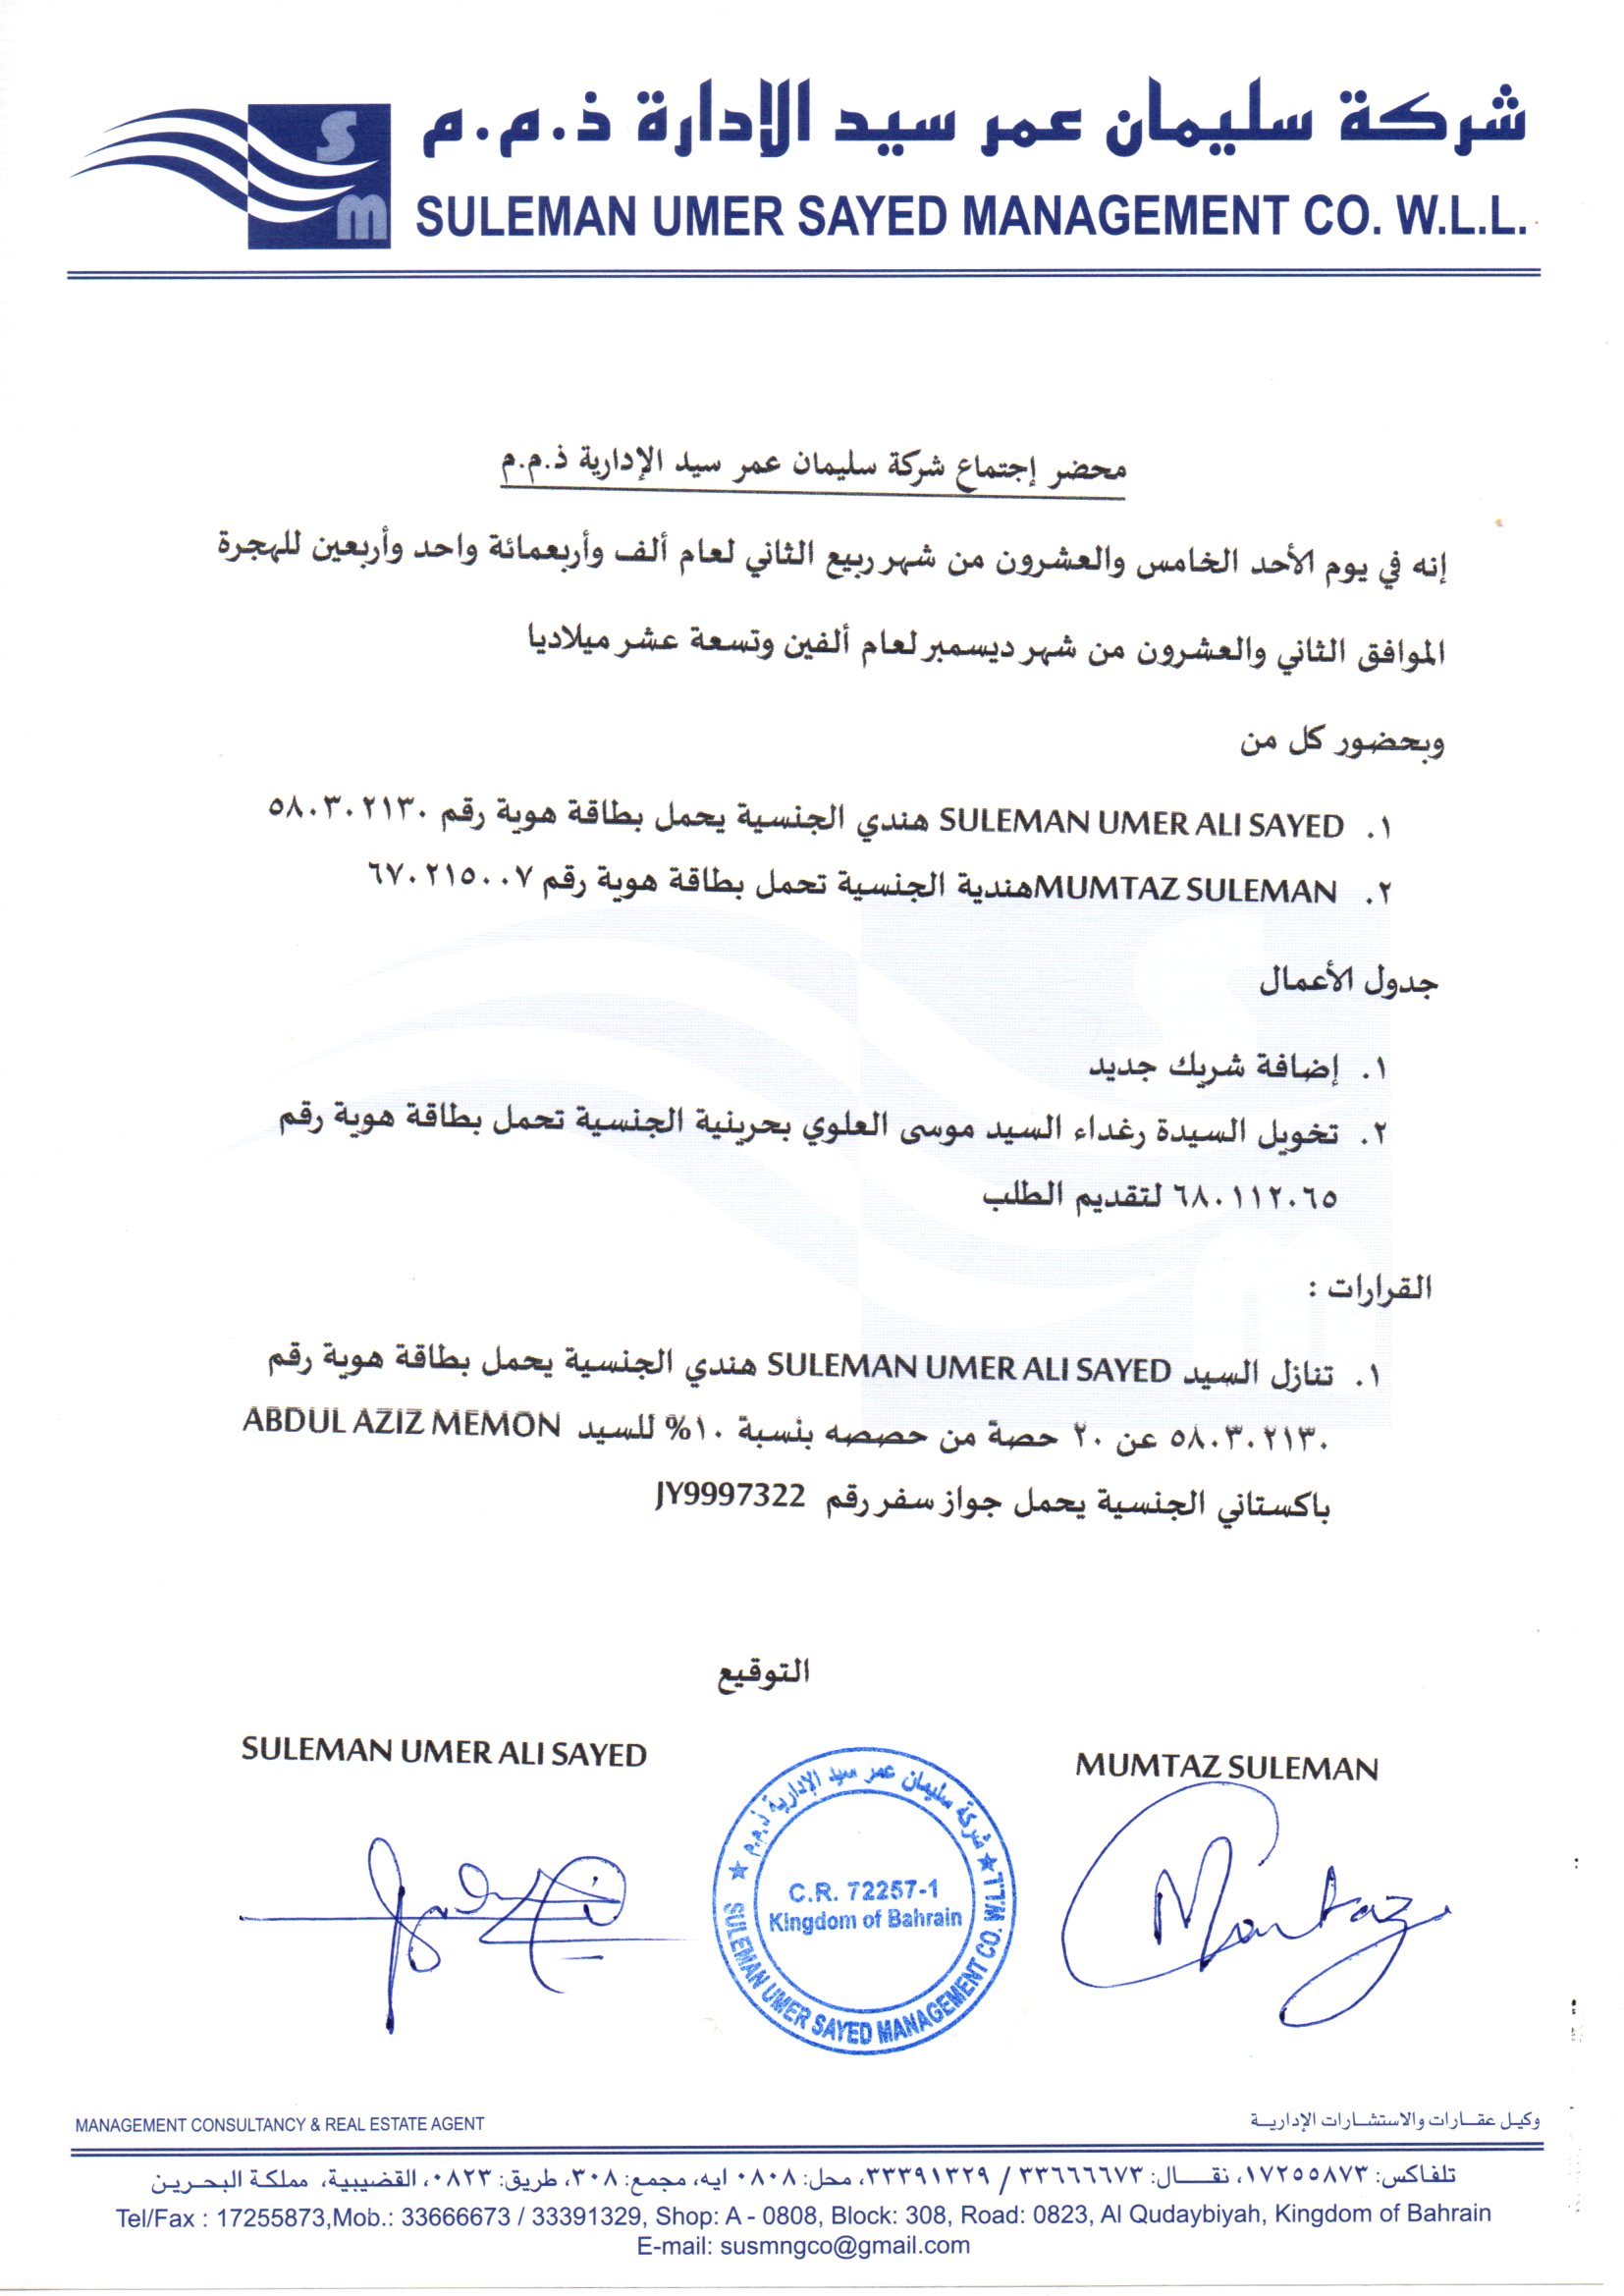 شركة سليمان عمر سيد الإدارة ذ.م.م
S
m
SULEMAN UMER SAYED MANAGEMENT CO. W.L.L.
محضر إجتماع شركة سليمان عمر سيد الإدارية ذ.م.م
إنه في يوم الأحد الخامس والعشرون من شهر ربيع الثاني لعام ألف وأربعمائة واحد وأربعين للهجرة
الموافق الثاني والعشرون من شهر ديسمبر لعام ألفين وتسعة عشر ميلاديا
وبحضور كل من
١. SULEMAN UMER ALI SAYED هندي الجنسية يحمل بطاقة هوية رقم ٥٨٠٣٠٢١٣٠
٢. MUMTAZ SULEMANهندية الجنسية تحمل بطاقة هوية رقم ٦٧٠٢١٥٠٠٧
جدول الأعمال
١. إضافة شريك جديد
٢. تخويل السيدة رغداء السيد موسى العلوي بحرينية الجنسية تحمل بطاقة هوية رقم
٦٨٠١١٢٠٦٥ لتقديم الطلب
القرارات :
١. تنازل السيد SULEMAN UMER ALI SAYED هندي الجنسية يحمل بطاقة هوية رقم
٥٨٠٣٠٢١٣٠ عن ٢٠ حصة من حصصه بنسبة ١٠% للسيد ABDUL AZIZ MEMON
باكستاني الجنسية يحمل جواز سفر رقم JY9997322
التوقيع
SULEMAN UMER ALI SAYED
MUMTAZ SULEMAN
شركة سليمان عمر سيد الإدارية ذ.م.م
C.R. 72257-1
Kingdom of Bahrain
SULEMAN UMER SAYED MANAGEMENT CO. W.L.L
Mumtaz
MANAGEMENT CONSULTANCY & REAL ESTATE AGENT
وكيل عقارات والاستشارات الإدارية
تلفاكس: ١٧٢٥٥٨٧٣، نقال: ٣٣٦٦٦٦٧٣ / ٣٣٣٩١٣٢٩، محل: ٠٨٠٨ ايه، مجمع: ٣٠٨، طريق: ٠٨٢٣، القضيبية، مملكة البحرين
Tel/Fax : 17255873,Mob.: 33666673 / 33391329, Shop: A - 0808, Block: 308, Road: 0823, Al Qudaybiyah, Kingdom of Bahrain
E-mail: susmngco@gmail.com